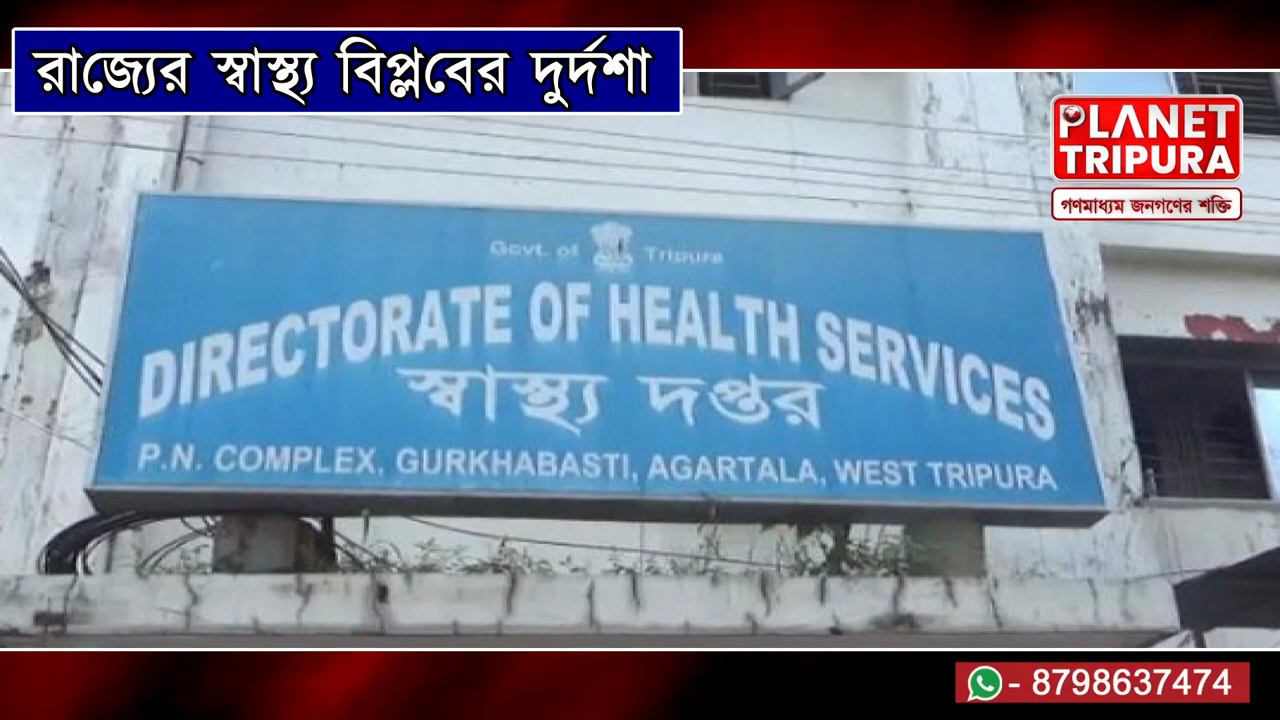 রাজ্যের স্বাস্থ্য বিপ্লবের দুর্দশা
PLANET
TRIPURA
গণমাধ্যম জনগণের শক্তি
Govt. of Tripura
DIRECTORATE OF HEALTH SERVICES
স্বাস্থ্য দপ্তর
P.N. COMPLEX, GURKHABASTI, AGARTALA, WEST TRIPURA
- 8798637474